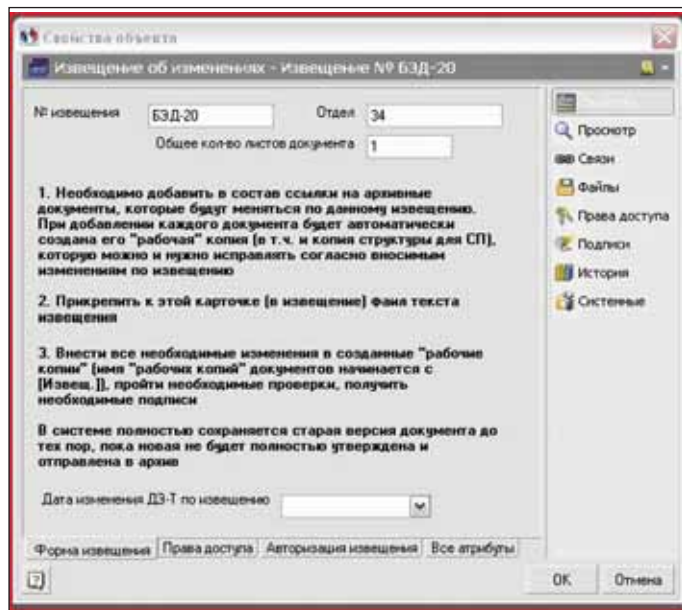 Свойства объекта
Извещение об изменениях - Извещение № БЗД-20
№ извещения БЗД-20 Отдел 34
Общее кол-во листов документа 1
1. Необходимо добавить в состав ссылки на архивные
документы, которые будут меняться по данному извещению.
При добавлении каждого документа будет автоматически
создана его "рабочая" копия (в т.ч. и копия структуры для СП),
которую можно и нужно исправлять согласно вносимым
изменениям по извещению
2. Прикрепить к этой карточке (в извещение) файл текста
извещения
3. Внести все необходимые изменения в созданные "рабочие
копии" (имя "рабочих копий" документов начинается с
[Извещ.]), пройти необходимые проверки, получить
необходимые подписи
В системе полностью сохраняется старая версия документа до
тех пор, пока новая не будет полностью утверждена и
отправлена в архив
Дата изменения ДЭ-Т по извещению
Форма извещения Права доступа Авторизация извещения Все атрибуты
Просмотр
Связи
Файлы
Права доступа
Подписи
История
Системные
OK Отмена